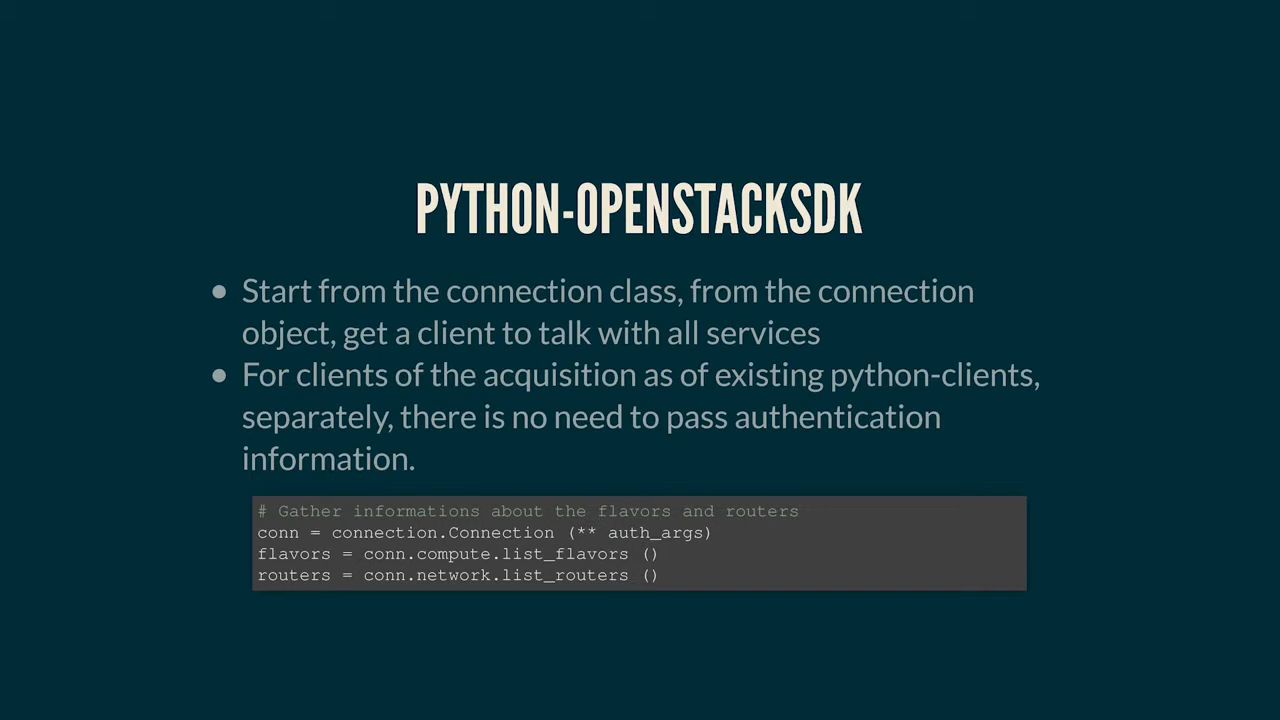 PYTHON-OPENSTACKSDK
• Start from the connection class, from the connection
object, get a client to talk with all services
• For clients of the acquisition as of existing python-clients,
separately, there is no need to pass authentication
information.
# Gather informations about the flavors and routers
conn = connection.Connection (** auth_args)
flavors = conn.compute.list_flavors ()
routers = conn.network.list_routers ()